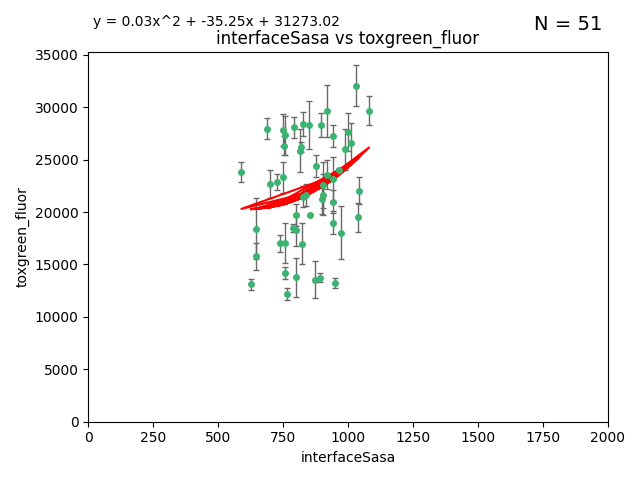 y = 0.03x^2 + -35.25x + 31273.02
N = 51
interfaceSasa vs toxgreen_fluor
35000
30000
25000
20000
15000
10000
5000
0
toxgreen_fluor
0 250 500 750 1000 1250 1500 1750 2000
interfaceSasa